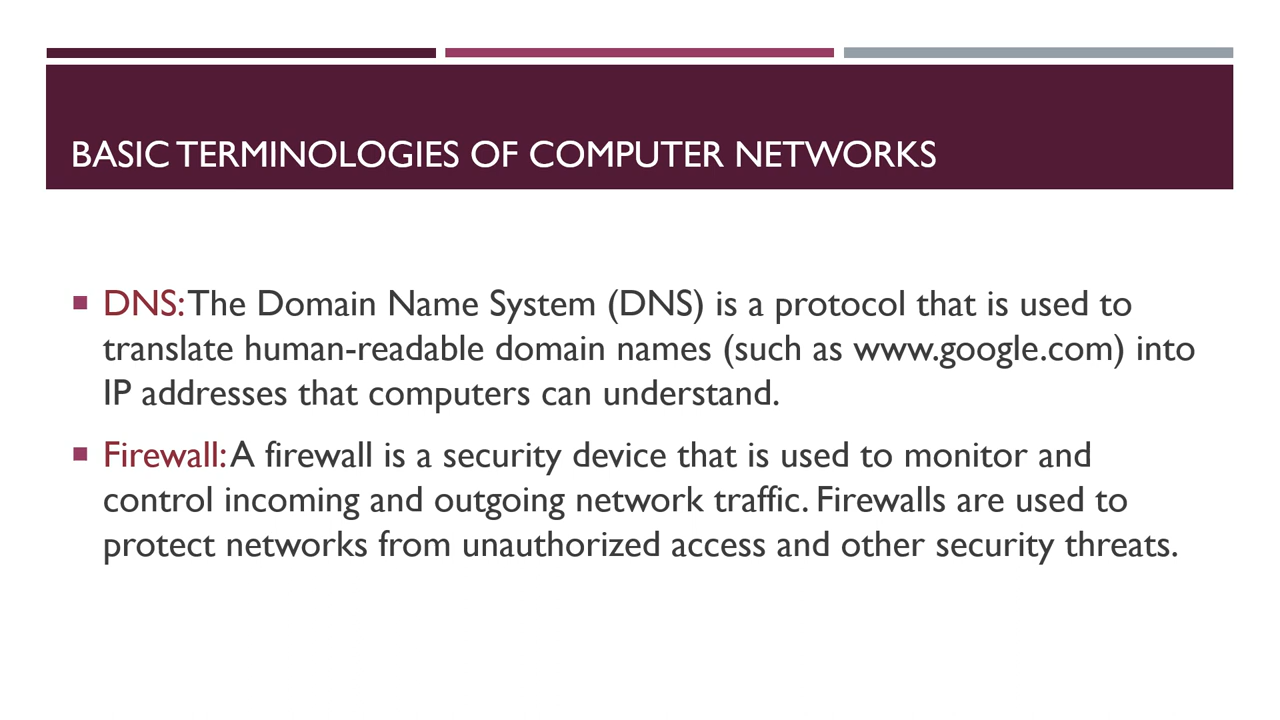 BASIC TERMINOLOGIES OF COMPUTER NETWORKS
DNS: The Domain Name System (DNS) is a protocol that is used to
translate human-readable domain names (such as www.google.com) into
IP addresses that computers can understand.
Firewall: A firewall is a security device that is used to monitor and
control incoming and outgoing network traffic. Firewalls are used to
protect networks from unauthorized access and other security threats.